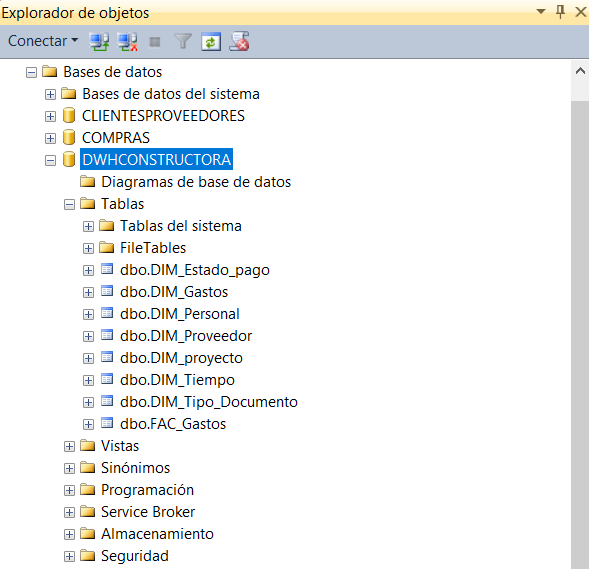 Explorador de objetos
Conectar
Bases de datos
Bases de datos del sistema
CLIENTESPROVEEDORES
COMPRAS
DWHCONSTRUCTORA
Diagramas de base de datos
Tablas
Tablas del sistema
FileTables
dbo.DIM_Estado_pago
dbo.DIM_Gastos
dbo.DIM_Personal
dbo.DIM_Proveedor
dbo.DIM_proyecto
dbo.DIM_Tiempo
dbo.DIM_Tipo_Documento
dbo.FAC_Gastos
Vistas
Sinónimos
Programación
Service Broker
Almacenamiento
Seguridad